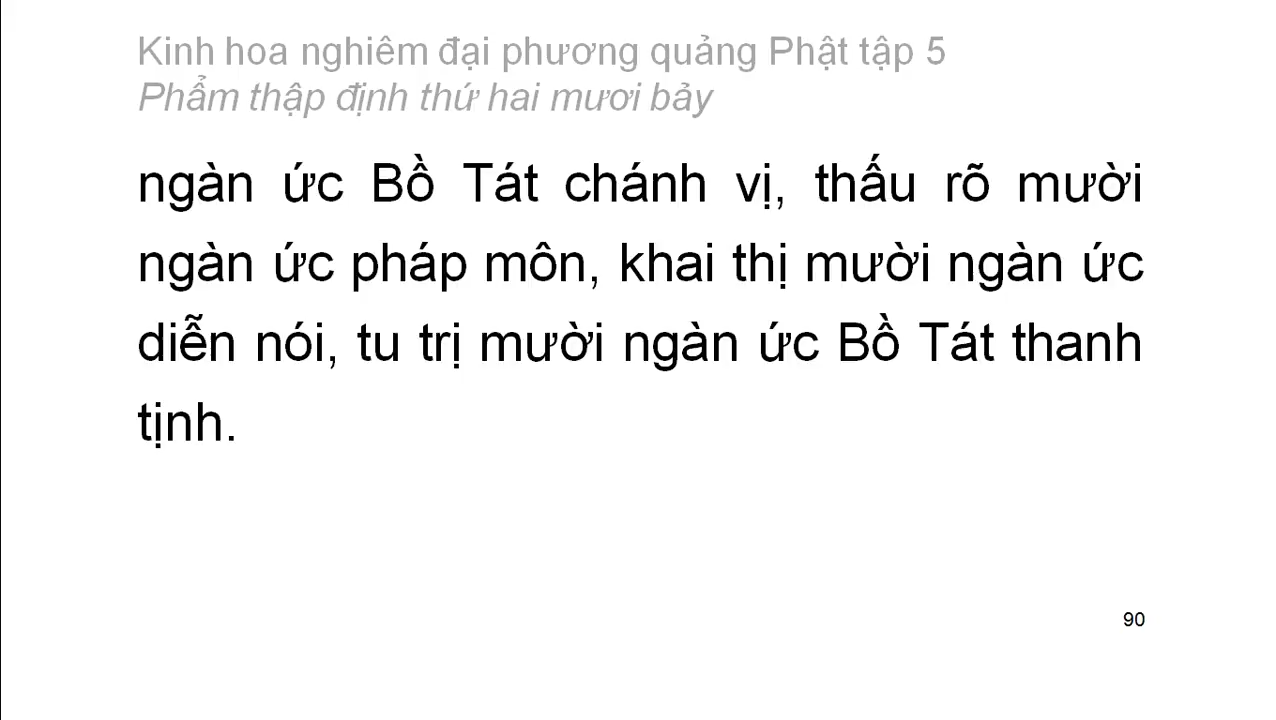 Kinh hoa nghiêm đại phương quảng Phật tập 5
Phẩm thập định thứ hai mươi bảy
ngàn ức Bồ Tát chánh vị, thấu rõ mười
ngàn ức pháp môn, khai thị mười ngàn ức
diễn nói, tu trị mười ngàn ức Bồ Tát thanh
tịnh.
90